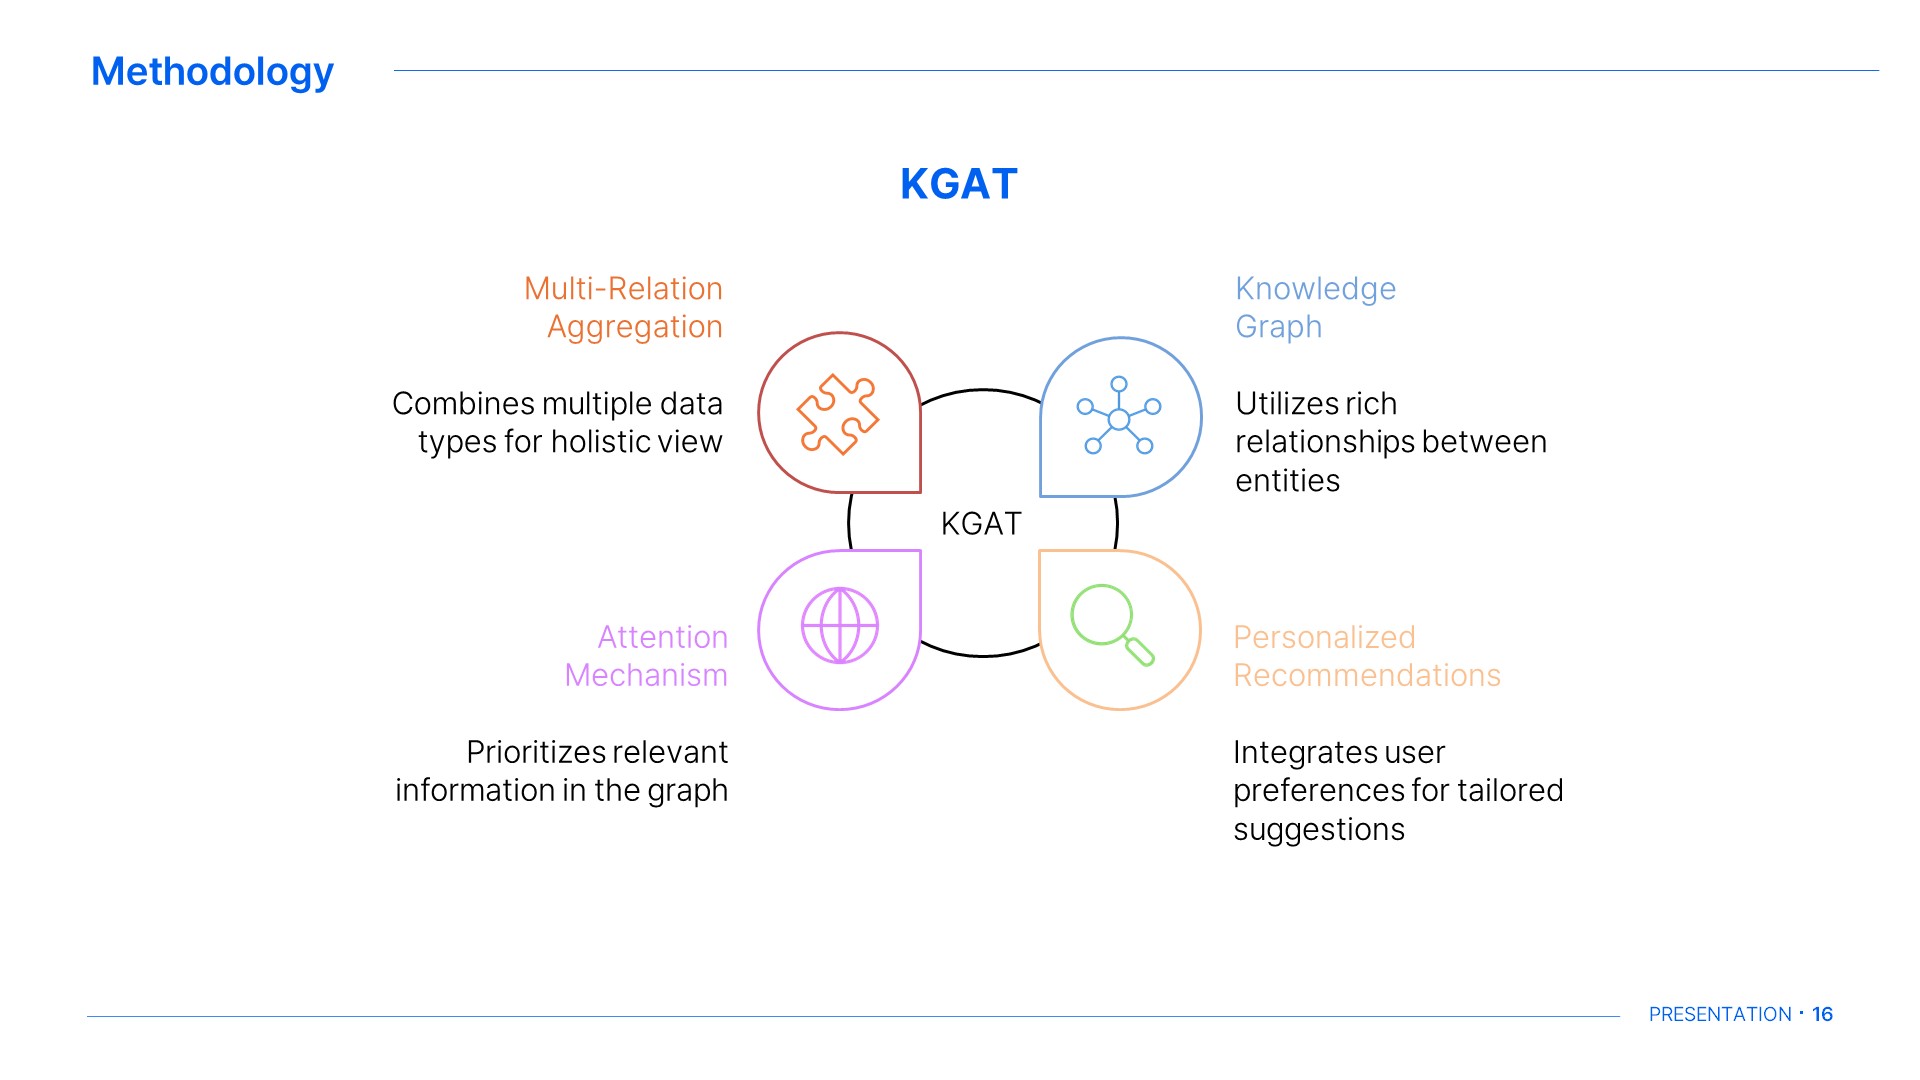 Methodology
KGAT
Multi-Relation
Aggregation
Combines multiple data
types for holistic view
Knowledge
Graph
Utilizes rich
relationships between
entities
KGAT
Attention
Mechanism
Prioritizes relevant
information in the graph
Personalized
Recommendations
Integrates user
preferences for tailored
suggestions
PRESENTATION · 16